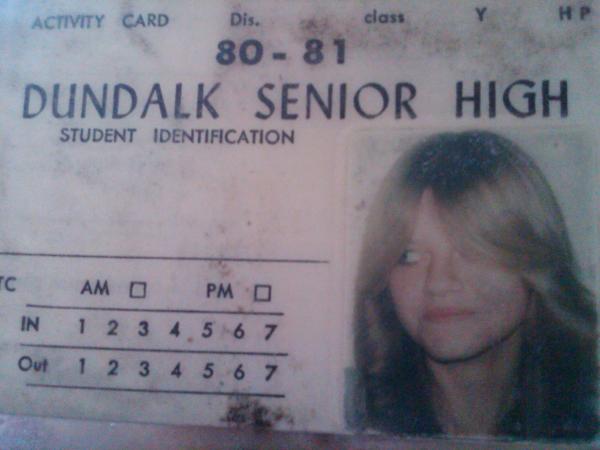 ACTIVITY CARD Dis. class Y H P
80-81
DUNDALK SENIOR HIGH
STUDENT IDENTIFICATION
TC AM PM
IN 1 2 3 4 5 6 7
Out 1 2 3 4 5 6 7